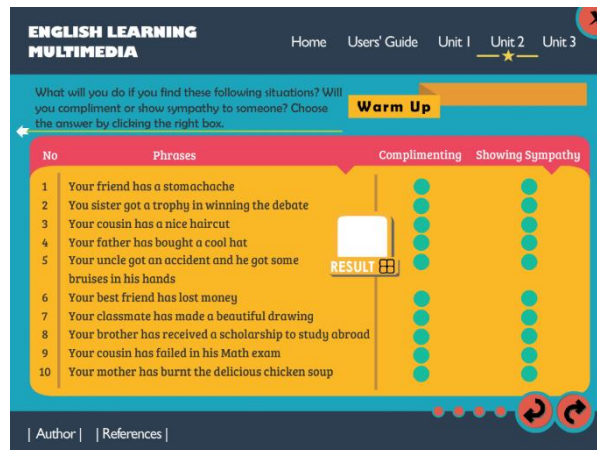 ENGLISH LEARNING
MULTIMEDIA
Home Users' Guide Unit 1 Unit 2 Unit 3
What will you do if you find these following situations? Will
you compliment or show sympathy to someone? Choose
the answer by clicking the right box.
Warm Up
No Phrases Complimenting Showing Sympathy
1 Your friend has a stomachache
2 You sister got a trophy in winning the debate
3 Your cousin has a nice haircut
4 Your father has bought a cool hat
5 Your uncle got an accident and he got some
bruises in his hands
RESULT
6 Your best friend has lost money
7 Your classmate has made a beautiful drawing
8 Your brother has received a scholarship to study abroad
9 Your cousin has failed in his Math exam
10 Your mother has burnt the delicious chicken soup
| Author | | References |